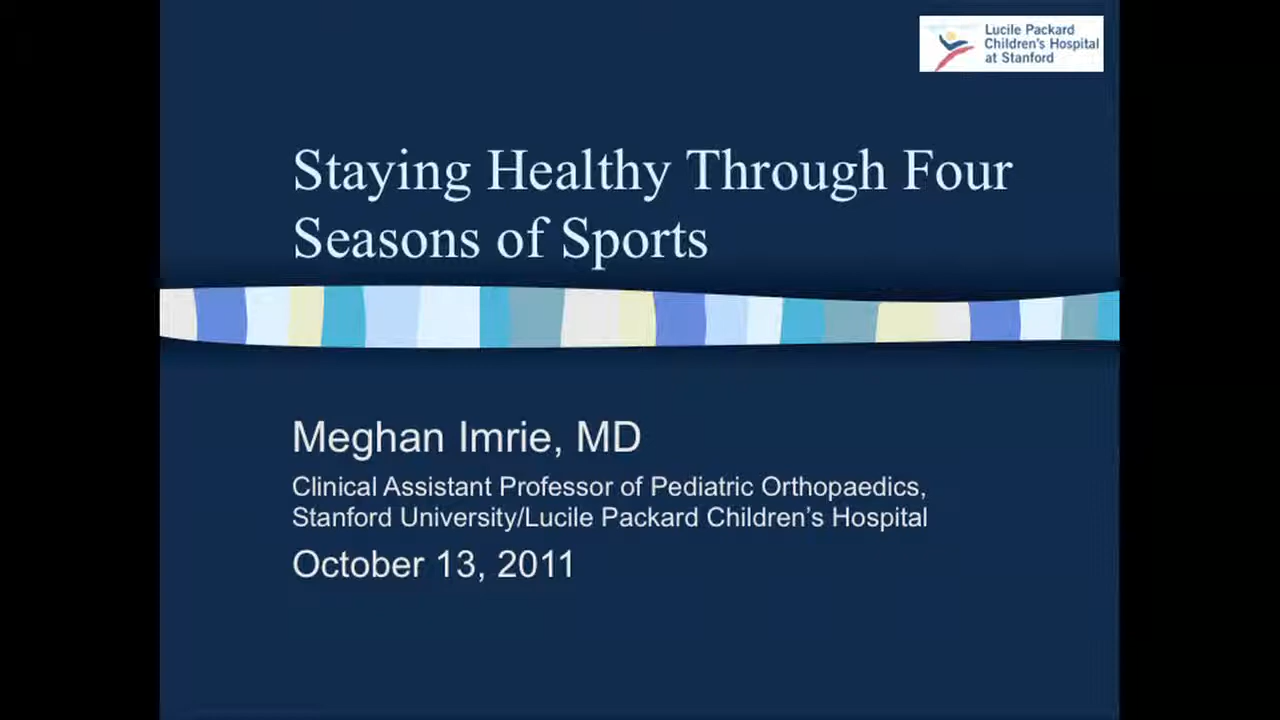 Lucile Packard
Children's Hospital
at Stanford
Staying Healthy Through Four
Seasons of Sports
Meghan Imrie, MD
Clinical Assistant Professor of Pediatric Orthopaedics,
Stanford University/Lucile Packard Children’s Hospital
October 13, 2011